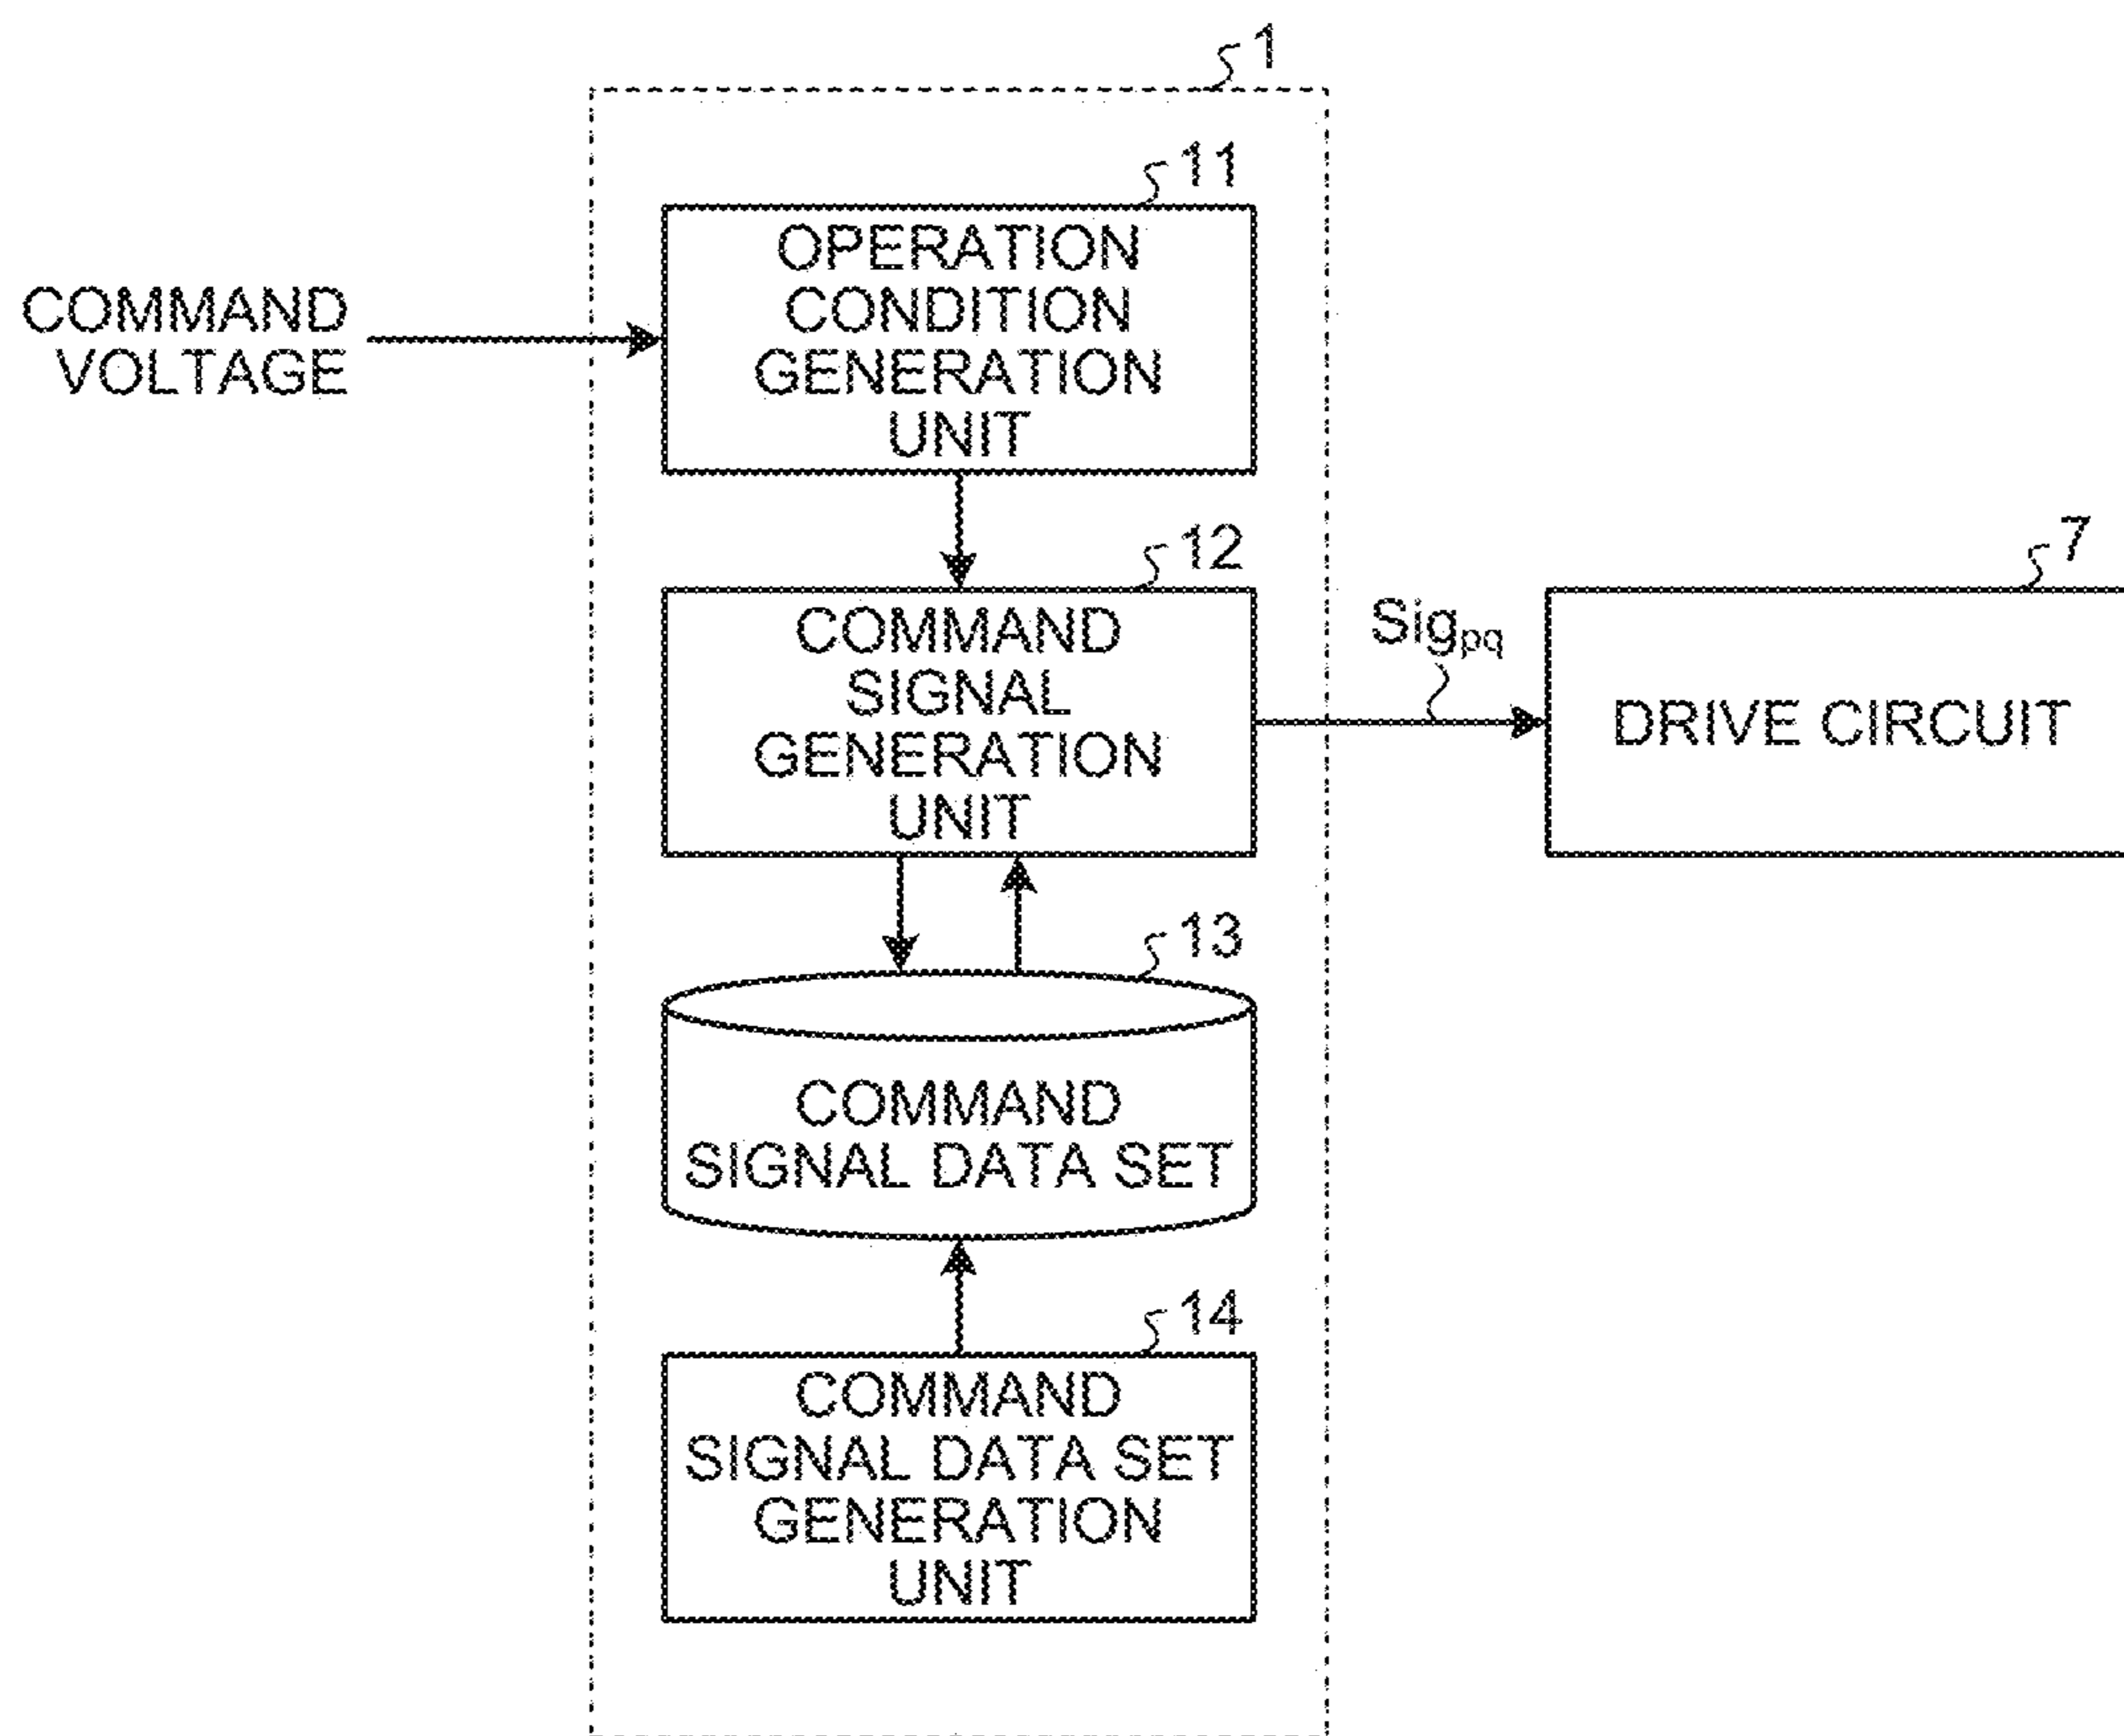 1
11
OPERATION
CONDITION
GENERATION
UNIT
COMMAND
VOLTAGE
12
COMMAND
SIGNAL
GENERATION
UNIT
Sigpq
7
DRIVE CIRCUIT
13
COMMAND
SIGNAL DATA SET
14
COMMAND
SIGNAL DATA SET
GENERATION
UNIT